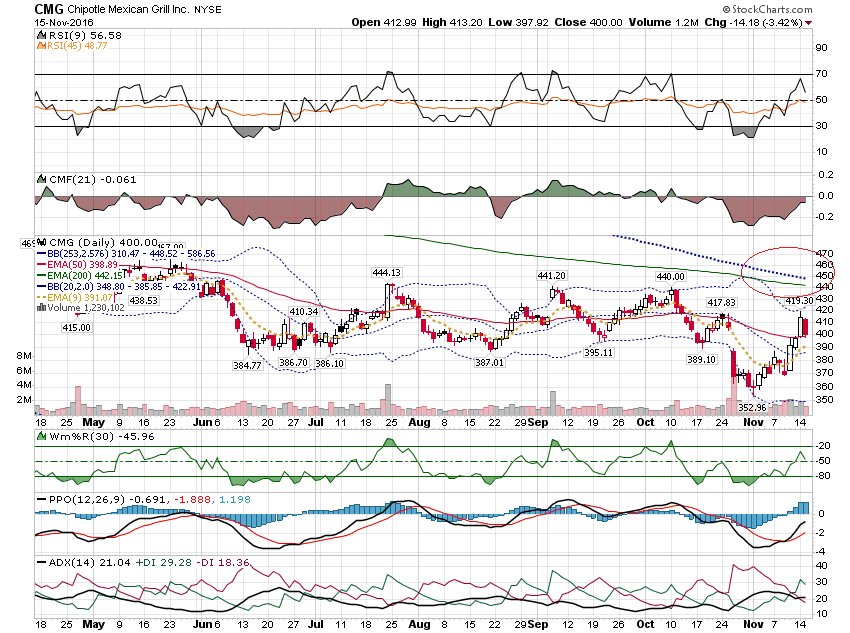 CMG Chipotle Mexican Grill Inc. NYSE
© StockCharts.com
15-Nov-2016
Open 412.99 High 413.20 Low 397.92 Close 400.00 Volume 1.2M Chg -14.18 (-3.42%)
RSI(9) 56.58
RSI(45) 48.77
90
70
50
30
10
CMF(21) -0.061
0.2
0.0
-0.2
CMG (Daily) 400.00
BB(253,2.576) 310.47 - 448.52 - 586.56
EMA(50) 398.89
EMA(200) 442.15
BB(20,2.0) 348.80 - 385.85 - 422.91
EMA(9) 391.07
Volume 1,230,102
438.53
415.00
384.77
410.34
386.70
386.10
444.13
387.01
441.20
395.11
440.00
389.10
417.83
352.96
419.30
470
460
450
440
430
420
410
400
390
380
370
360
350
8M
6M
4M
2M
18 25 May 9 16 23 Jun 6 13 20 27 Jul 11 18 25 Aug 8 15 22 29 Sep 12 19 26 Oct 10 17 24 Nov 7 14
Wm%R(30) -45.96
-20
-50
-80
PPO(12,26,9) -0.691, -1.888, 1.198
0
-2
-4
ADX(14) 21.04 +DI 29.28 -DI 18.36
40
30
20
10
18 25 May 9 16 23 Jun 6 13 20 27 Jul 11 18 25 Aug 8 15 22 29 Sep 12 19 26 Oct 10 17 24 Nov 7 14